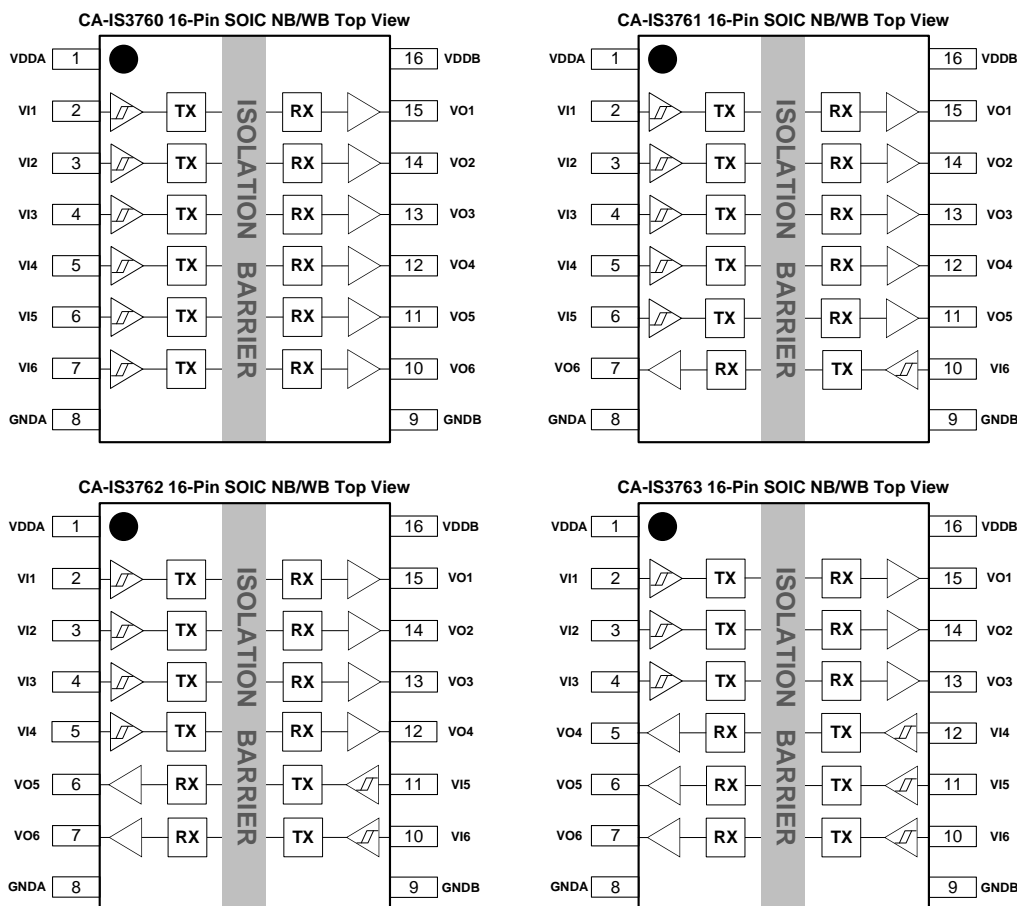 CA-IS3760 16-Pin SOIC NB/WB Top View
VDDA 1 16 VDDB
VI1 2 TX RX 15 VO1
VI2 3 TX RX 14 VO2
VI3 4 TX RX 13 VO3
VI4 5 TX RX 12 VO4
VI5 6 TX RX 11 VO5
VI6 7 TX RX 10 VO6
GNDA 8 9 GNDB
ISOLATION BARRIER
CA-IS3761 16-Pin SOIC NB/WB Top View
VDDA 1 16 VDDB
VI1 2 TX RX 15 VO1
VI2 3 TX RX 14 VO2
VI3 4 TX RX 13 VO3
VI4 5 TX RX 12 VO4
VI5 6 TX RX 11 VO5
VO6 7 RX TX 10 VI6
GNDA 8 9 GNDB
ISOLATION BARRIER
CA-IS3762 16-Pin SOIC NB/WB Top View
VDDA 1 16 VDDB
VI1 2 TX RX 15 VO1
VI2 3 TX RX 14 VO2
VI3 4 TX RX 13 VO3
VI4 5 TX RX 12 VO4
VO5 6 RX TX 11 VI5
VO6 7 RX TX 10 VI6
GNDA 8 9 GNDB
ISOLATION BARRIER
CA-IS3763 16-Pin SOIC NB/WB Top View
VDDA 1 16 VDDB
VI1 2 TX RX 15 VO1
VI2 3 TX RX 14 VO2
VI3 4 TX RX 13 VO3
VO4 5 RX TX 12 VI4
VO5 6 RX TX 11 VI5
VO6 7 RX TX 10 VI6
GNDA 8 9 GNDB
ISOLATION BARRIER